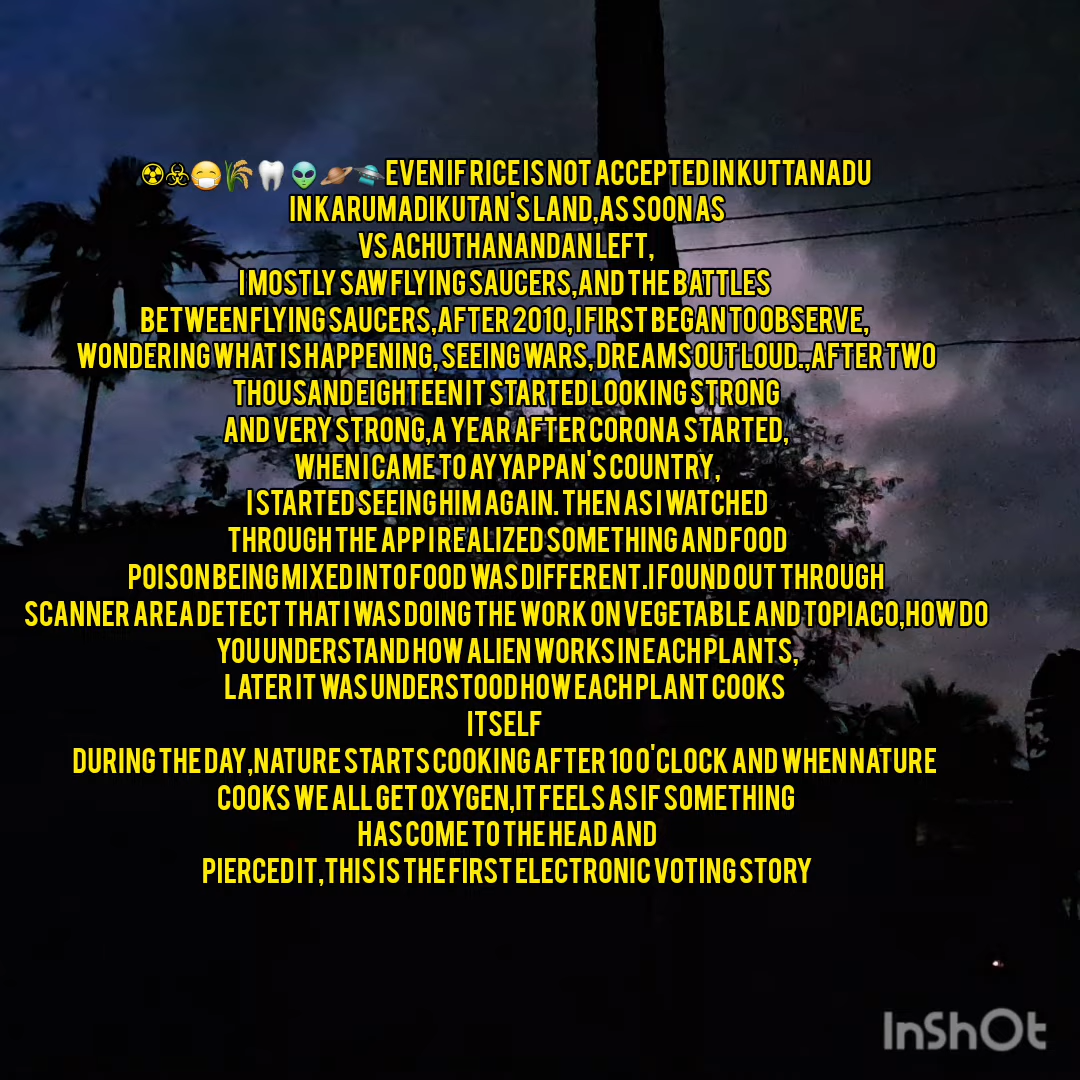 ☢☣😷🌾🦷👽🪐🛸EVEN IF RICE IS NOT ACCEPTED IN KUTTANADU
IN KARUMADIKUTAN'S LAND,AS SOON AS
VS ACHUTHANANDAN LEFT,
I MOSTLY SAW FLYING SAUCERS,AND THE BATTLES
BETWEEN FLYING SAUCERS,AFTER 2010,I FIRST BEGAN TO OBSERVE,
WONDERING WHAT IS HAPPENING, SEEING WARS, DREAMS OUT LOUD.,AFTER TWO
THOUSAND EIGHTEEN IT STARTED LOOKING STRONG
AND VERY STRONG,A YEAR AFTER CORONA STARTED,
WHEN I CAME TO AYYAPPAN'S COUNTRY,
I STARTED SEEING HIM AGAIN. THEN AS I WATCHED
THROUGH THE APP I REALIZED SOMETHING AND FOOD
POISON BEING MIXED INTO FOOD WAS DIFFERENT.I FOUND OUT THROUGH
SCANNER AREA DETECT THAT I WAS DOING THE WORK ON VEGETABLE AND TOPIACO,HOW DO
YOU UNDERSTAND HOW ALIEN WORKS IN EACH PLANTS,
LATER IT WAS UNDERSTOOD HOW EACH PLANT COOKS
ITSELF
DURING THE DAY,NATURE STARTS COOKING AFTER 10 O'CLOCK AND WHEN NATURE
COOKS WE ALL GET OXYGEN,IT FEELS AS IF SOMETHING
HAS COME TO THE HEAD AND
PIERCED IT,THIS IS THE FIRST ELECTRONIC VOTING STORY
InShOt